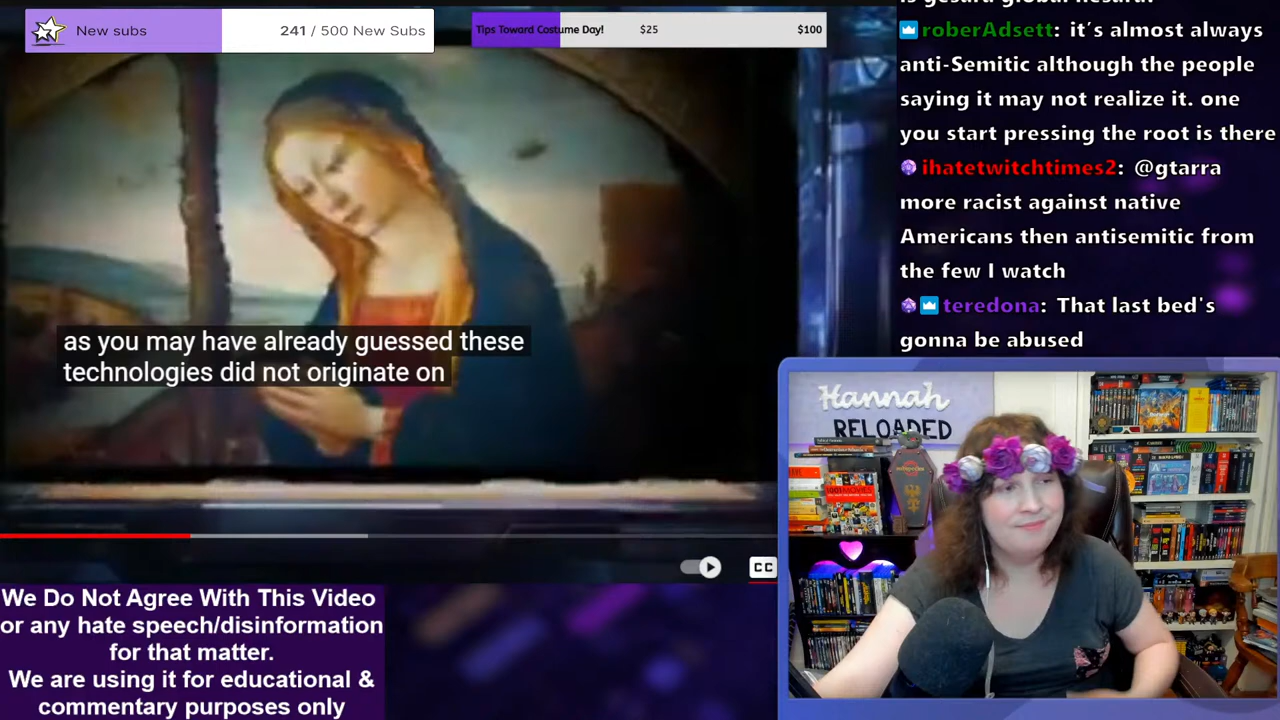 New subs
241 / 500 New Subs
Tips Toward Costume Day!
$25
$100
roberAdsett: it's almost always
anti-Semitic although the people
saying it may not realize it. one
you start pressing the root is there
ihatetwitchtimes2: @gtarra
more racist against native
Americans then antisemitic from
the few I watch
teredona: That last bed's
gonna be abused
as you may have already guessed these
technologies did not originate on
CC
Hannah
RELOADED
We Do Not Agree With This Video
or any hate speech/disinformation
for that matter.
We are using it for educational &
commentary purposes only